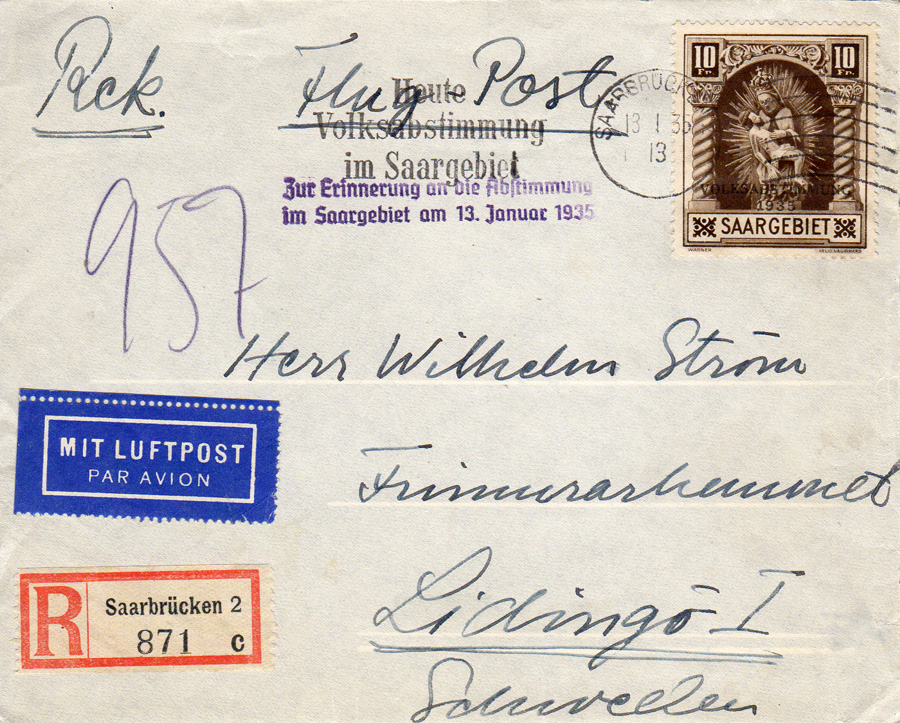 Rck. Flug-Post
Heute
Volksabstimmung
im Saargebiet
Zur Erinnerung an die Abstimmung
im Saargebiet am 13. Januar 1935
SAARBRÜCKEN
13 1 35
13
10 Fr. 10 Fr.
VOLKSABSTIMMUNG
1935
SAARGEBIET
957
Herr Wilhelm Ström
Frimurarhemmet
MIT LUFTPOST
PAR AVION
Lidingö I
Schweden
R Saarbrücken 2
871 c